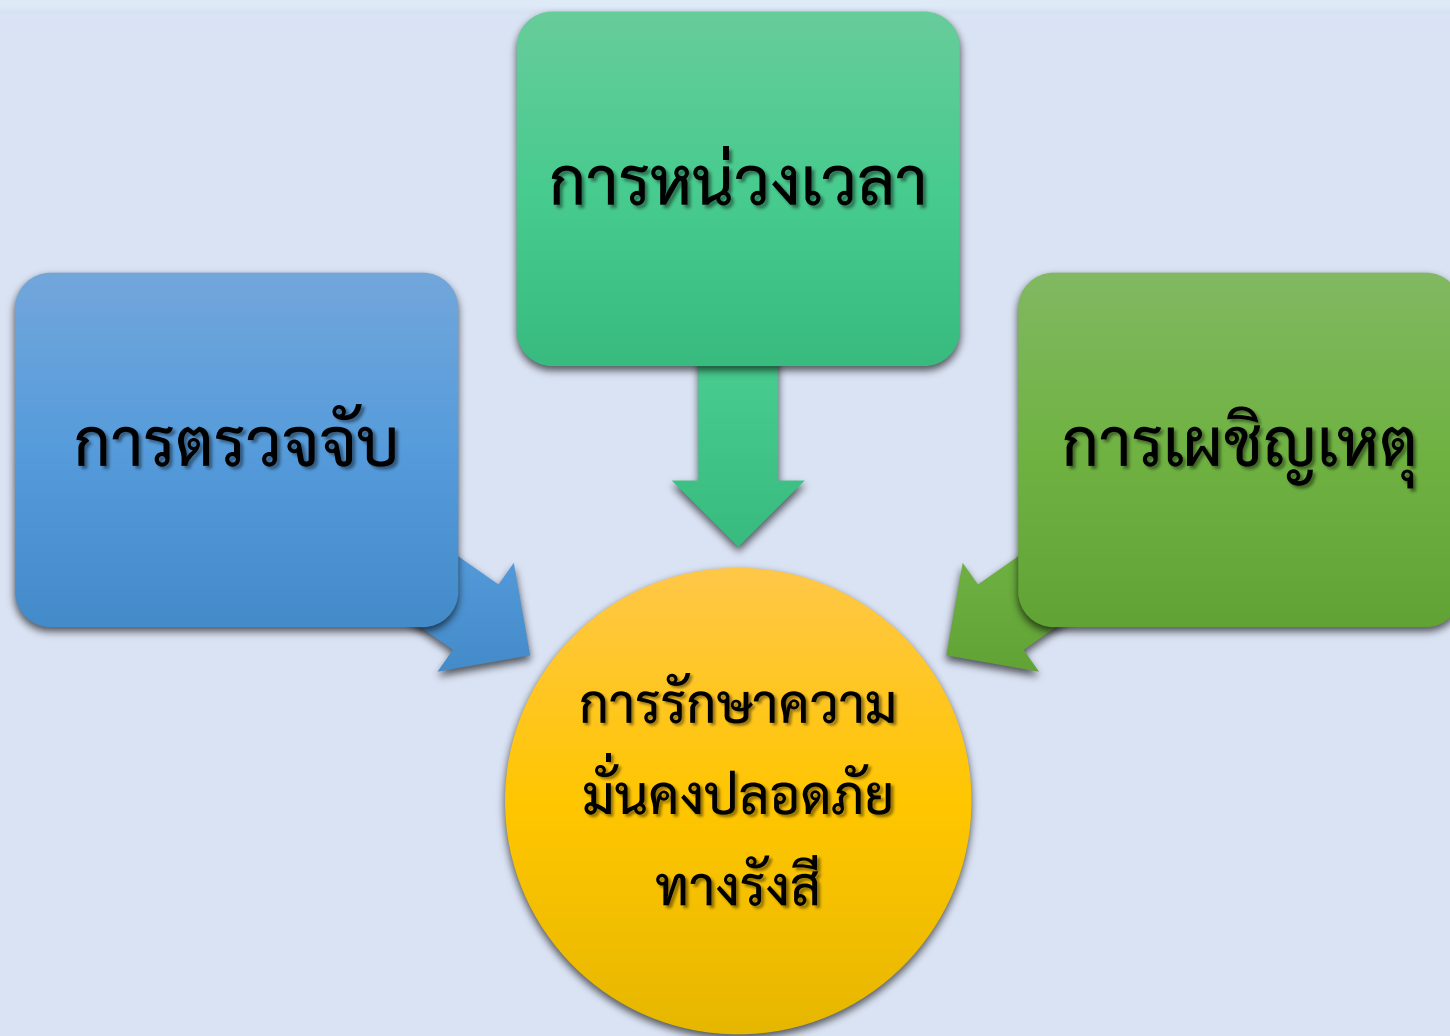 การหน่วงเวลา
การตรวจจับ
การเผชิญเหตุ
การรักษาความ
มั่นคงปลอดภัย
ทางรังสี